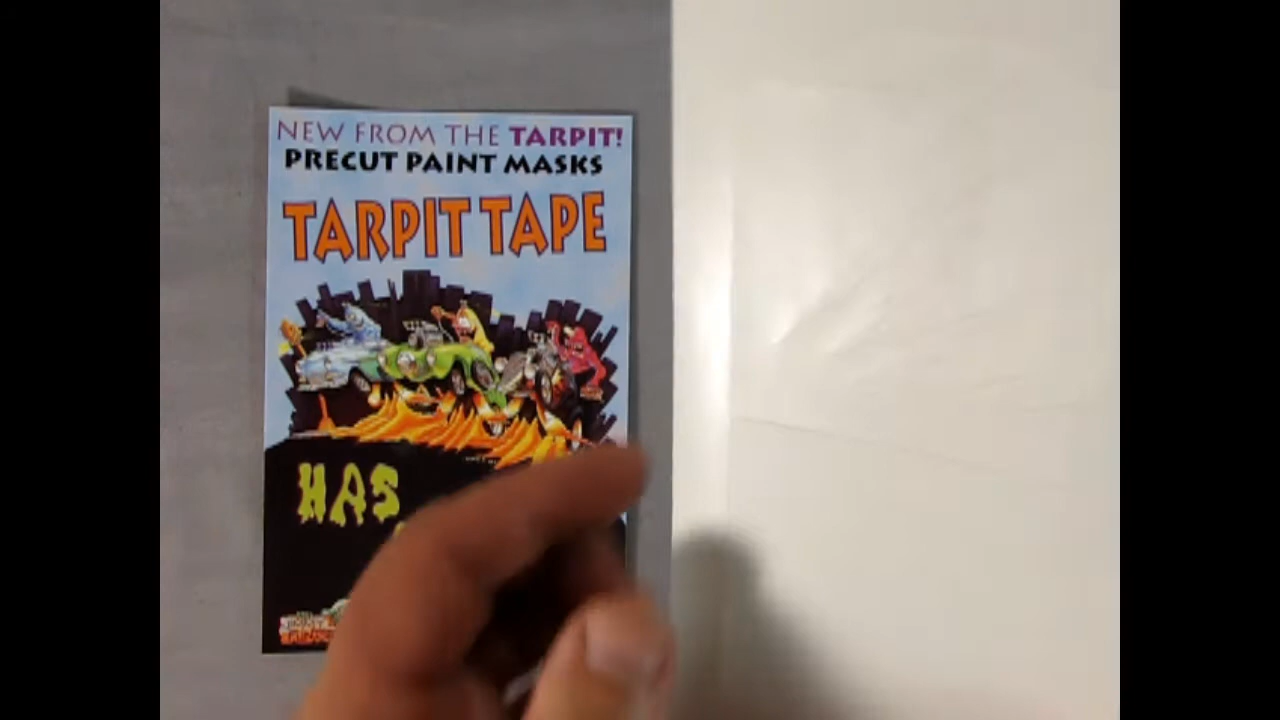 NEW FROM THE TARPIT!
PRECUT PAINT MASKS
TARPIT TAPE
HAS